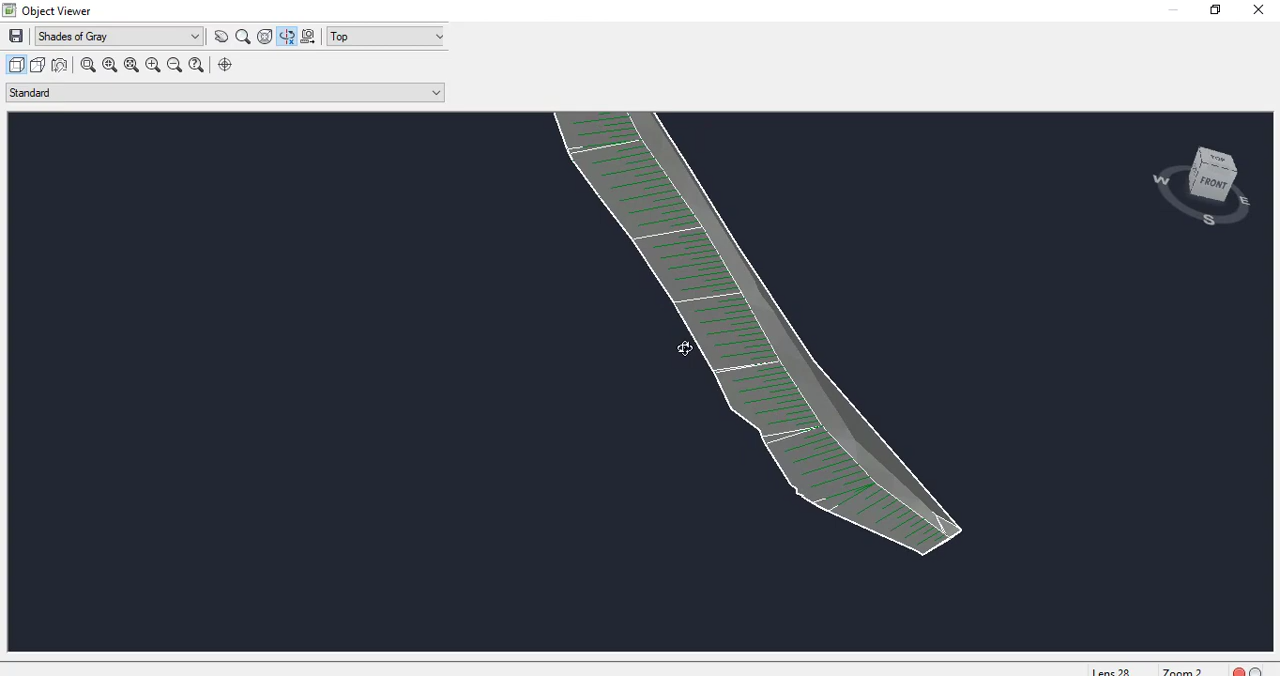 Object Viewer
Shades of Gray
Top
Standard
TOP
FRONT
W
E
S
Lens 28
Zoom 2